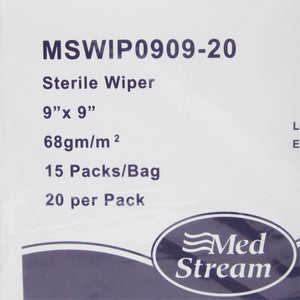 MSWIP0909-20
Sterile Wiper
9”x 9”
68gm/m²
15 Packs/Bag
20 per Pack
L
E
Med
Stream